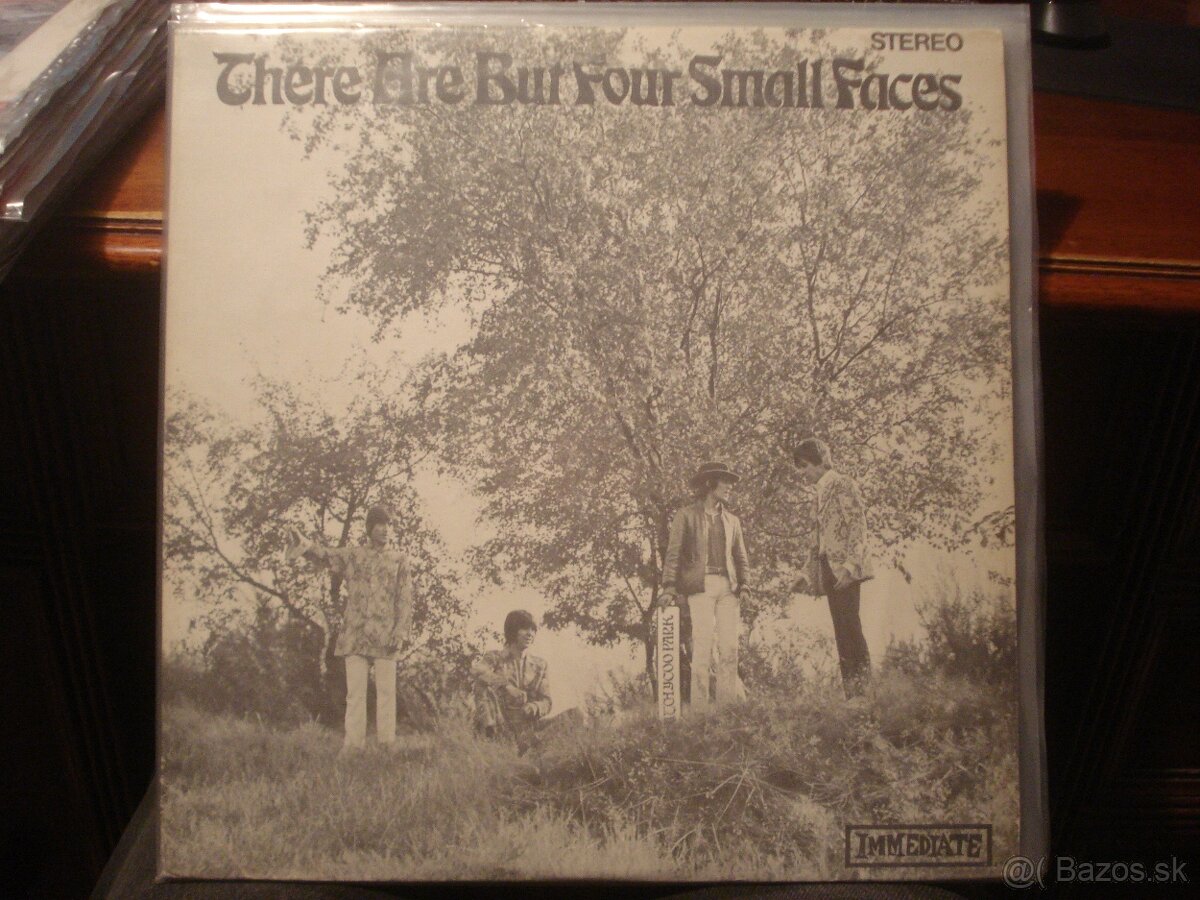 STEREO
There Are But Four Small Faces
ITCHYCOO PARK
IMMEDIATE
@( Bazos.sk